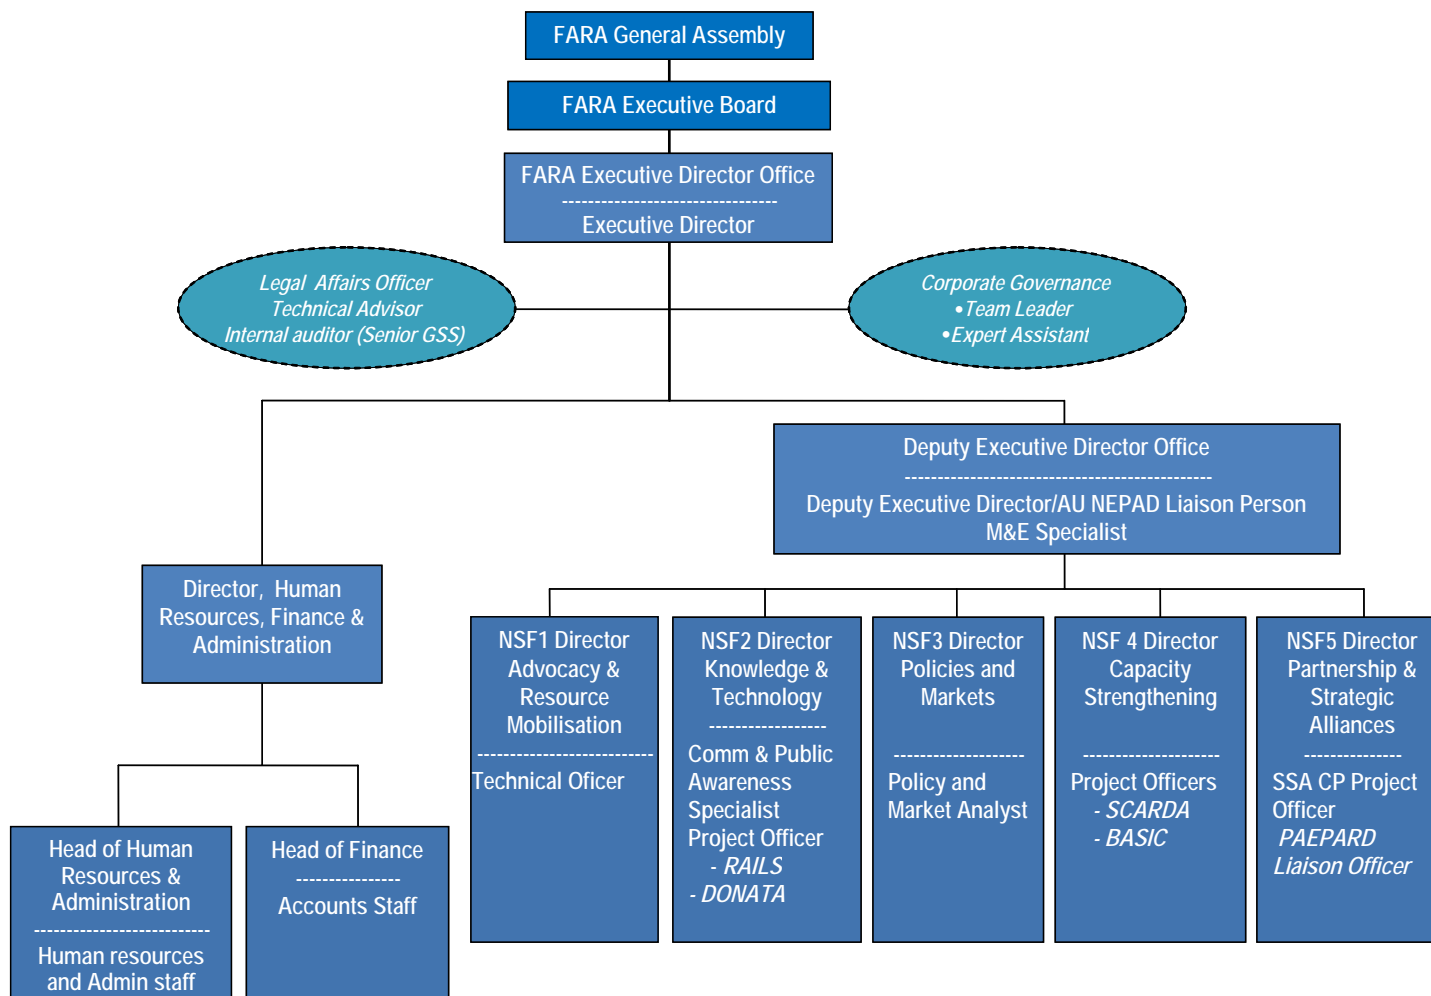 FARA General Assembly
FARA Executive Board
FARA Executive Director Office
---------------------------------
Executive Director
Legal Affairs Officer
Technical Advisor
Internal auditor (Senior GSS)
Corporate Governance
•Team Leader
•Expert Assistant
Deputy Executive Director Office
-----------------------------------------------
Deputy Executive Director/AU NEPAD Liaison Person
M&E Specialist
Director, Human
Resources, Finance &
Administration
NSF1 Director
Advocacy &
Resource
Mobilisation
---------------------------
Technical Oficer
NSF2 Director
Knowledge &
Technology
------------------
Comm & Public
Awareness
Specialist
Project Officer
- RAILS
- DONATA
NSF3 Director
Policies and
Markets
--------------------
Policy and
Market Analyst
NSF 4 Director
Capacity
Strengthening
---------------------
Project Officers
- SCARDA
- BASIC
NSF5 Director
Partnership &
Strategic
Alliances
---------------
SSA CP Project
Officer
PAEPARD
Liaison Officer
Head of Human
Resources &
Administration
---------------------------
Human resources
and Admin staff
Head of Finance
----------------
Accounts Staff